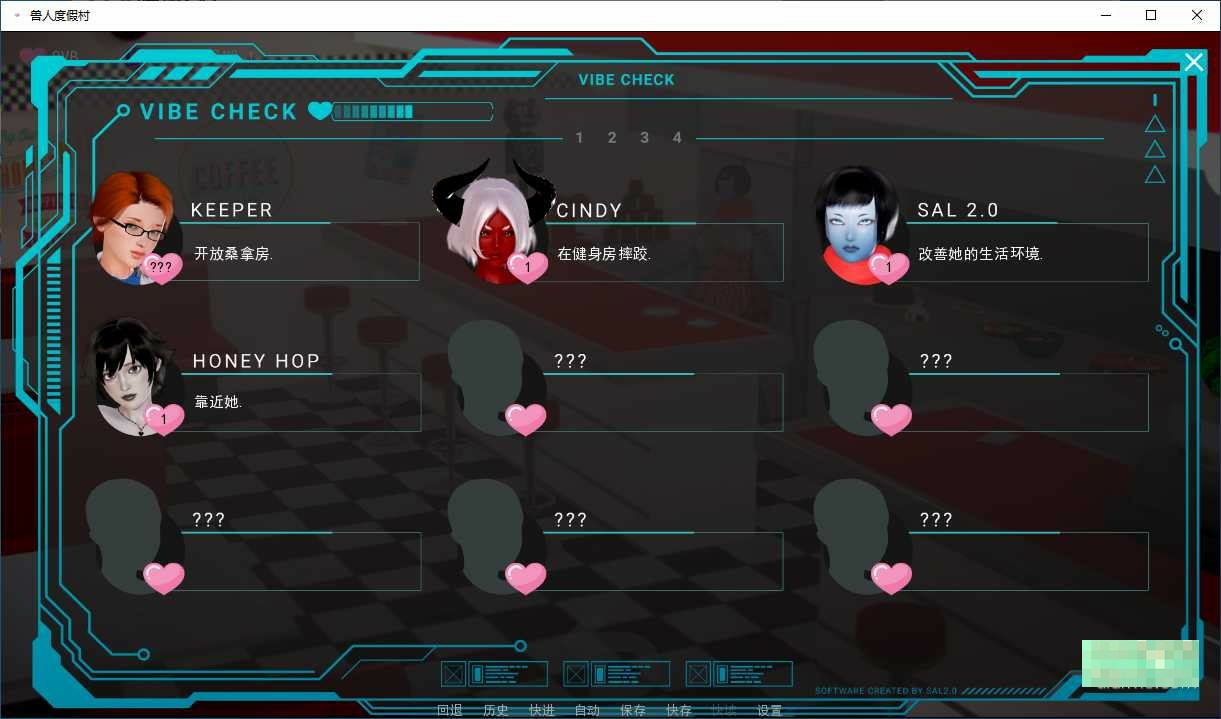 兽人度假村
VIBE CHECK
VIBE CHECK
1 2 3 4
KEEPER
开放桑拿房.
???
CINDY
在健身房摔跤.
1
SAL 2.0
改善她的生活环境.
1
HONEY HOP
靠近她.
1
???
???
???
???
???
COFFEE
SOFTWARE CREATED BY SAL2.0
回退 历史 快进 自动 保存 快存 快读 设置